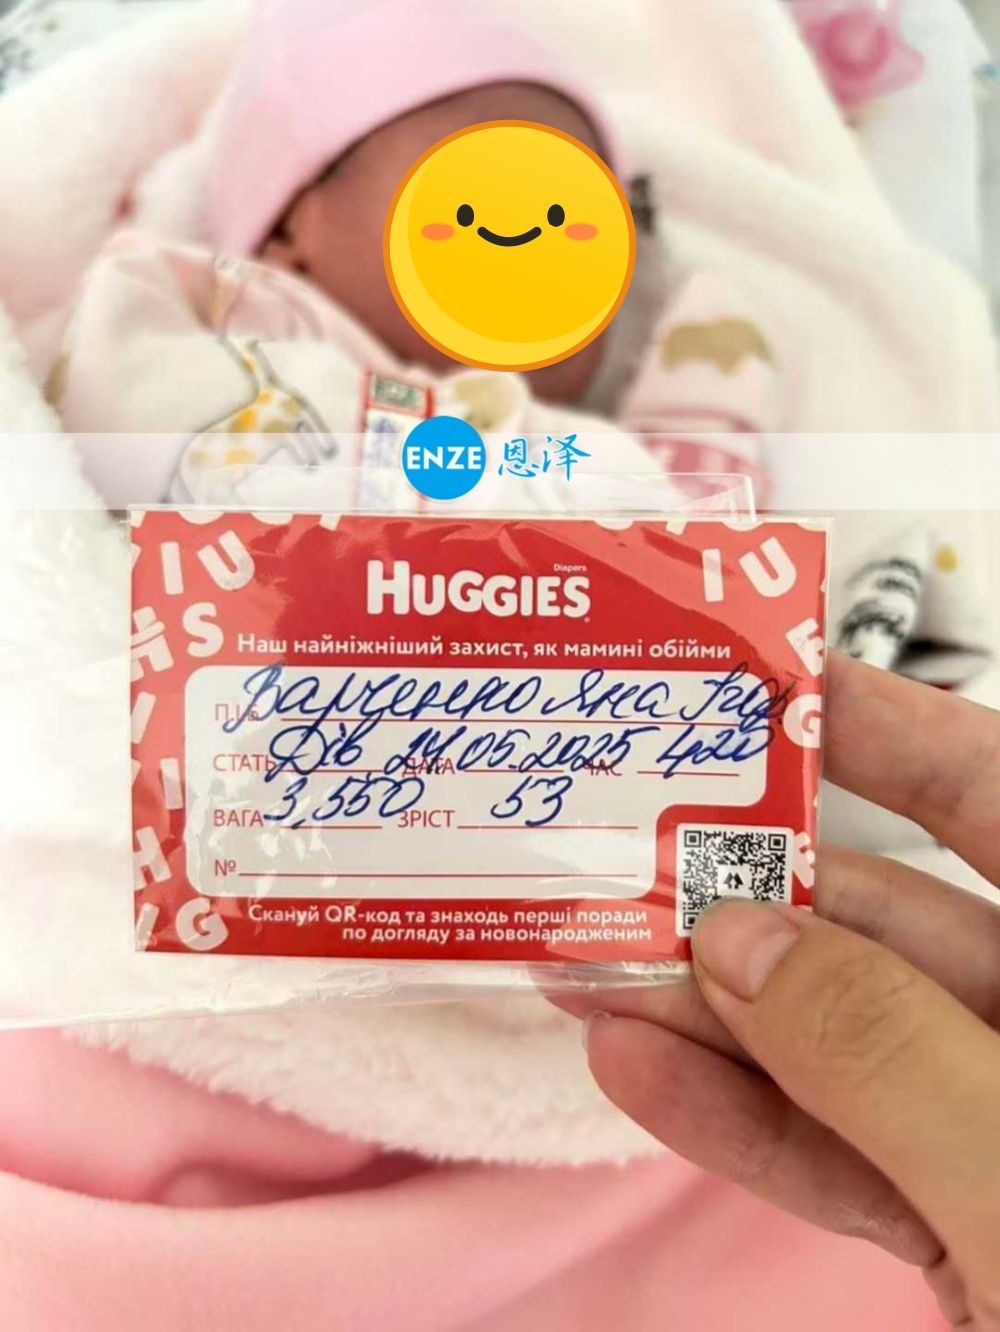 ENZE 恩泽
Diapers
HUGGIES
Наш найніжніший захист, як мамині обійми
П.І.Б. Яна
СТАТЬ Дів. ДАТА 24.05.2025 ЧАС 4 20
ВАГА 3,550 ЗРІСТ 53
№
Скануй QR-код та знаходь перші поради
по догляду за новонародженим